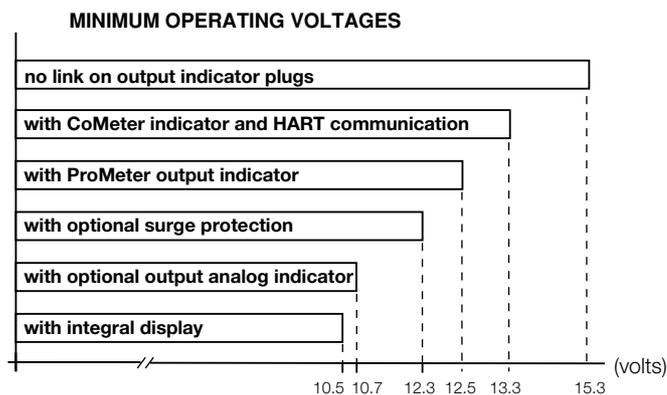 MINIMUM OPERATING VOLTAGES
no link on output indicator plugs
with CoMeter indicator and HART communication
with ProMeter output indicator
with optional surge protection
with optional output analog indicator
with integral display
(volts)
10.5 10.7 12.3 12.5 13.3 15.3